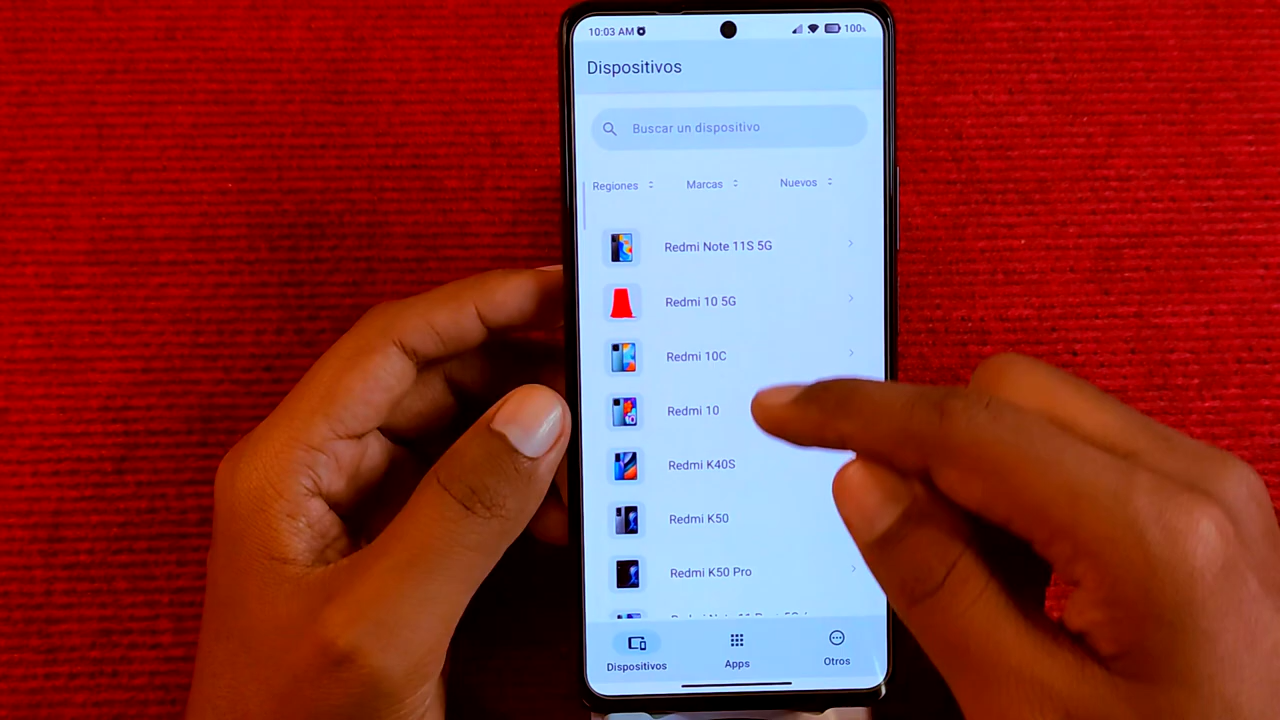 10:03 AM 100%
Dispositivos
Buscar un dispositivo
Regiones Marcas Nuevos
Redmi Note 11S 5G
Redmi 10 5G
Redmi 10C
Redmi 10
Redmi K40S
Redmi K50
Redmi K50 Pro
Dispositivos Apps Otros